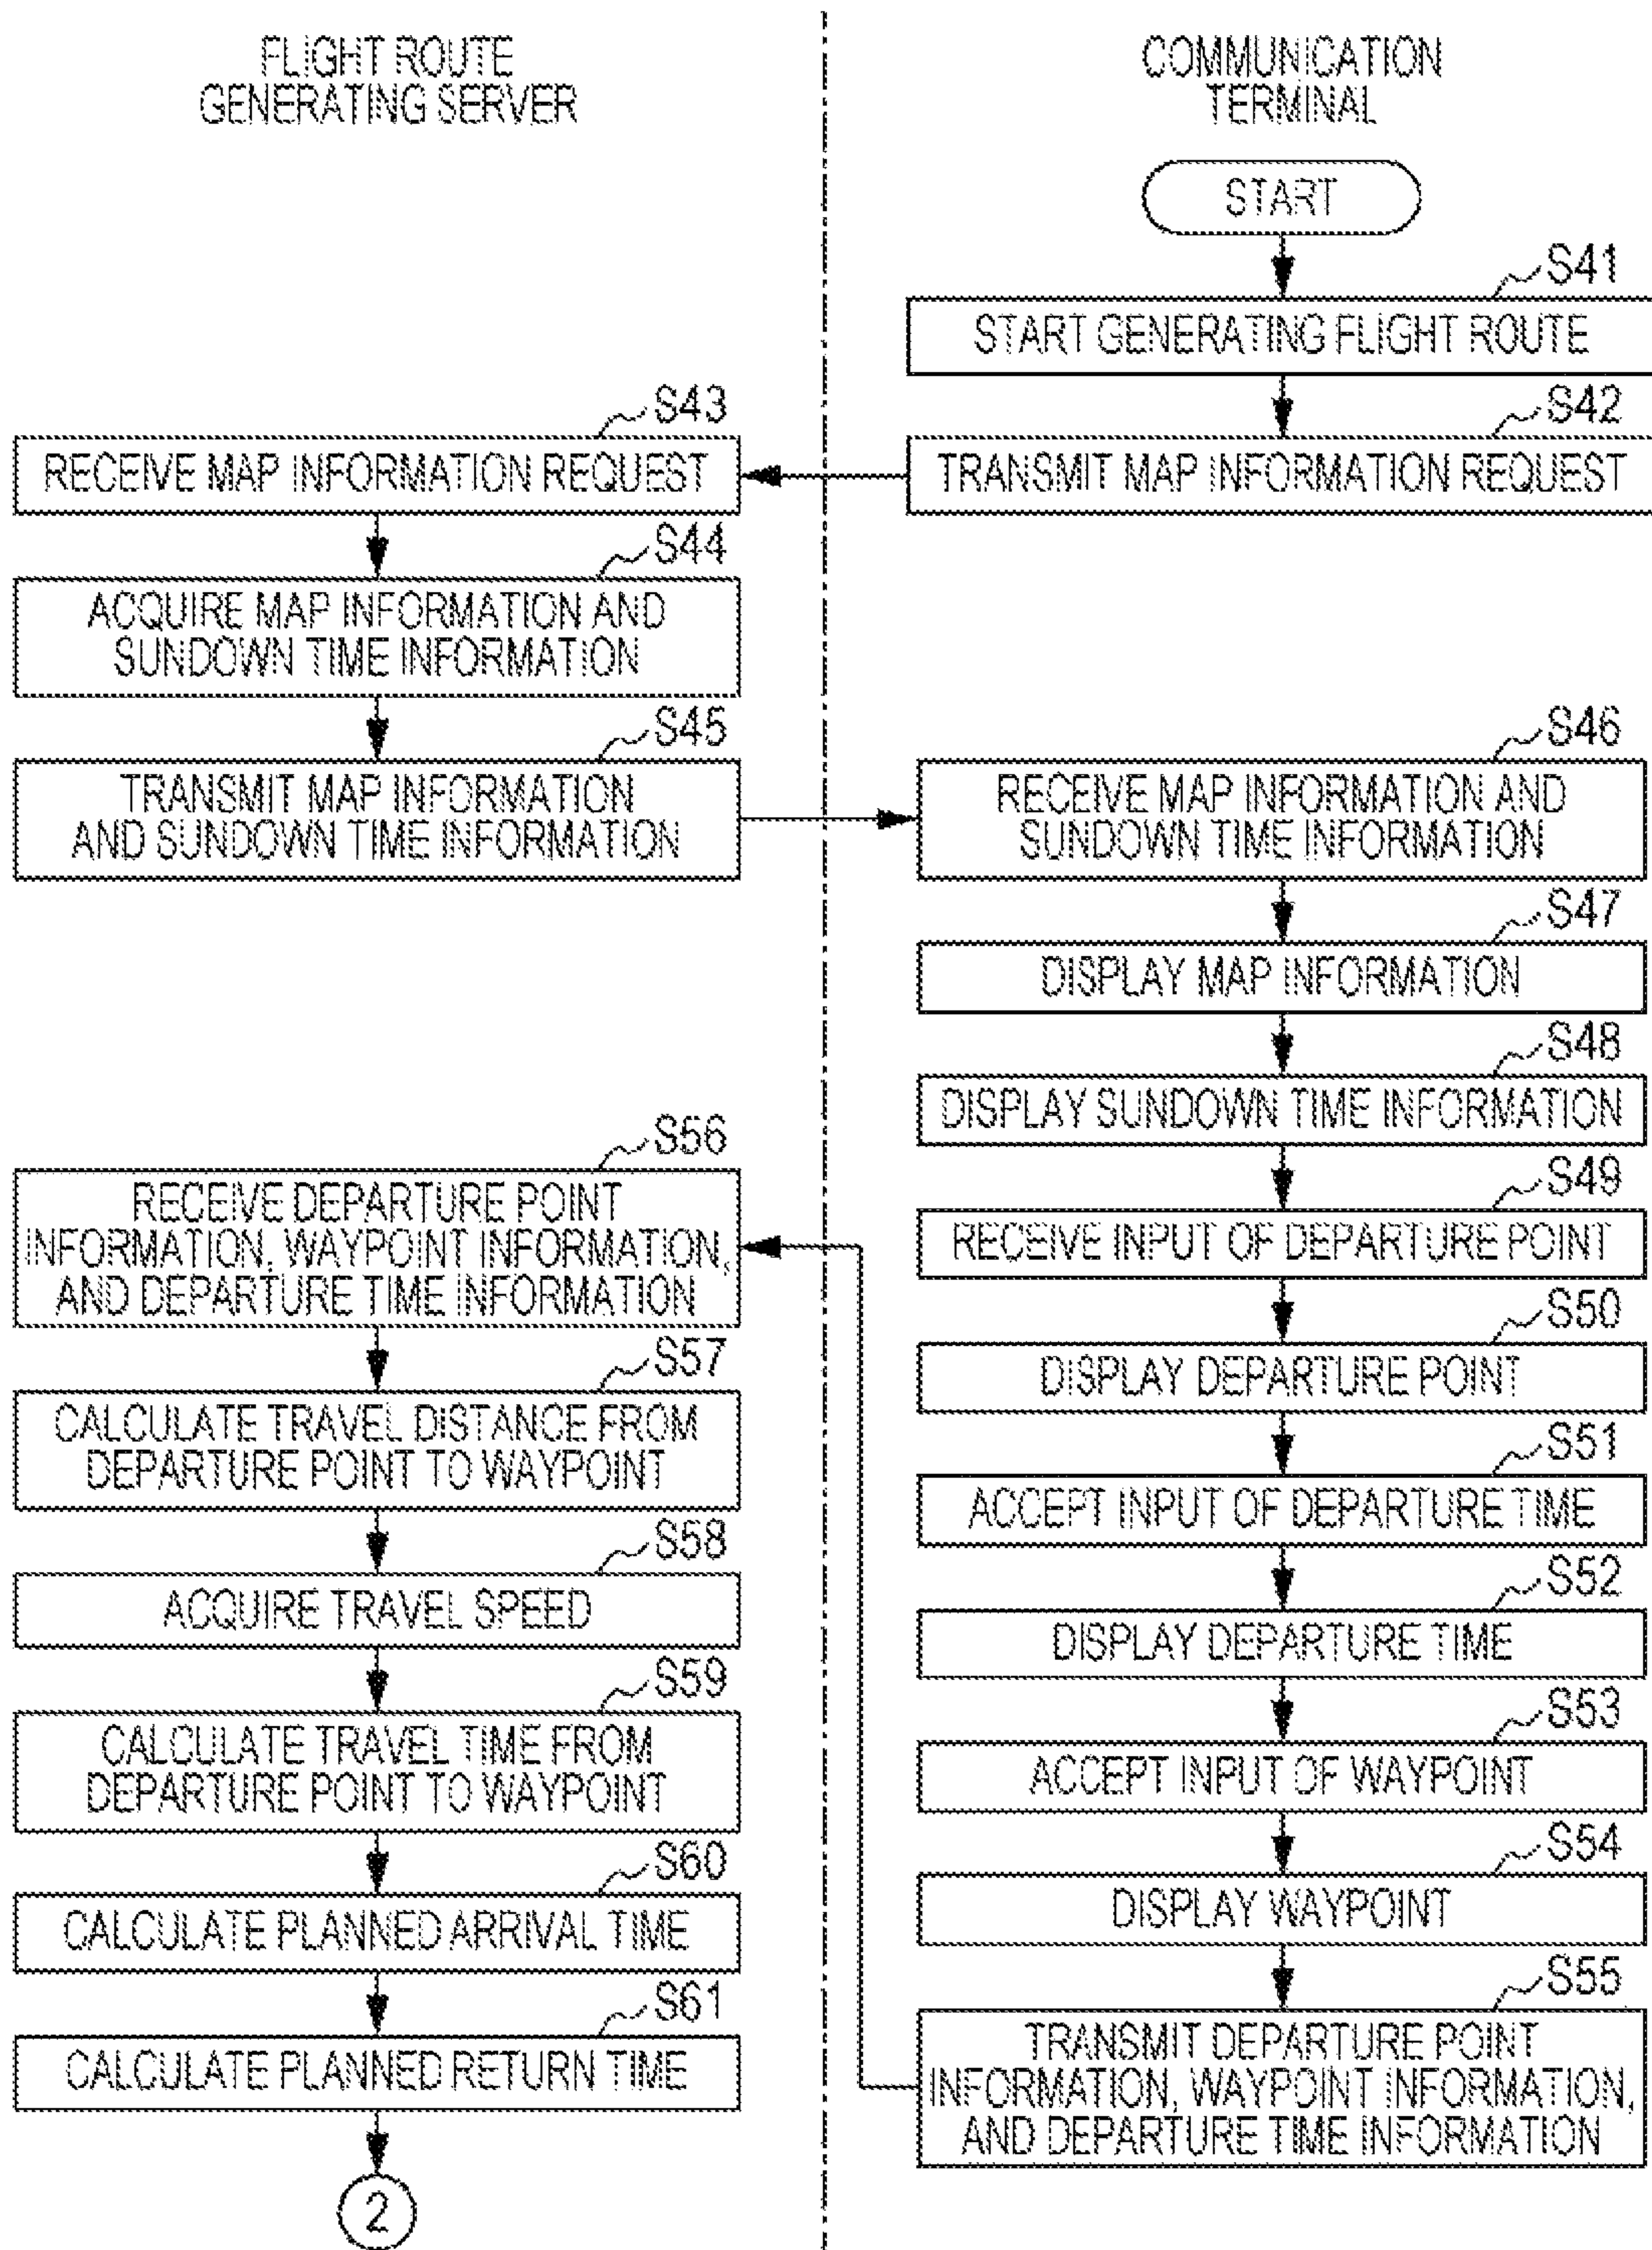 FLIGHT ROUTE
GENERATING SERVER
COMMUNICATION
TERMINAL
START
S41
START GENERATING FLIGHT ROUTE
S42
TRANSMIT MAP INFORMATION REQUEST
S43
RECEIVE MAP INFORMATION REQUEST
S44
ACQUIRE MAP INFORMATION AND
SUNDOWN TIME INFORMATION
S45
TRANSMIT MAP INFORMATION
AND SUNDOWN TIME INFORMATION
S46
RECEIVE MAP INFORMATION AND
SUNDOWN TIME INFORMATION
S47
DISPLAY MAP INFORMATION
S48
DISPLAY SUNDOWN TIME INFORMATION
S49
RECEIVE INPUT OF DEPARTURE POINT
S50
DISPLAY DEPARTURE POINT
S51
ACCEPT INPUT OF DEPARTURE TIME
S52
DISPLAY DEPARTURE TIME
S53
ACCEPT INPUT OF WAYPOINT
S54
DISPLAY WAYPOINT
S55
TRANSMIT DEPARTURE POINT
INFORMATION, WAYPOINT INFORMATION,
AND DEPARTURE TIME INFORMATION
S56
RECEIVE DEPARTURE POINT
INFORMATION, WAYPOINT INFORMATION,
AND DEPARTURE TIME INFORMATION
S57
CALCULATE TRAVEL DISTANCE FROM
DEPARTURE POINT TO WAYPOINT
S58
ACQUIRE TRAVEL SPEED
S59
CALCULATE TRAVEL TIME FROM
DEPARTURE POINT TO WAYPOINT
S60
CALCULATE PLANNED ARRIVAL TIME
S61
CALCULATE PLANNED RETURN TIME
2